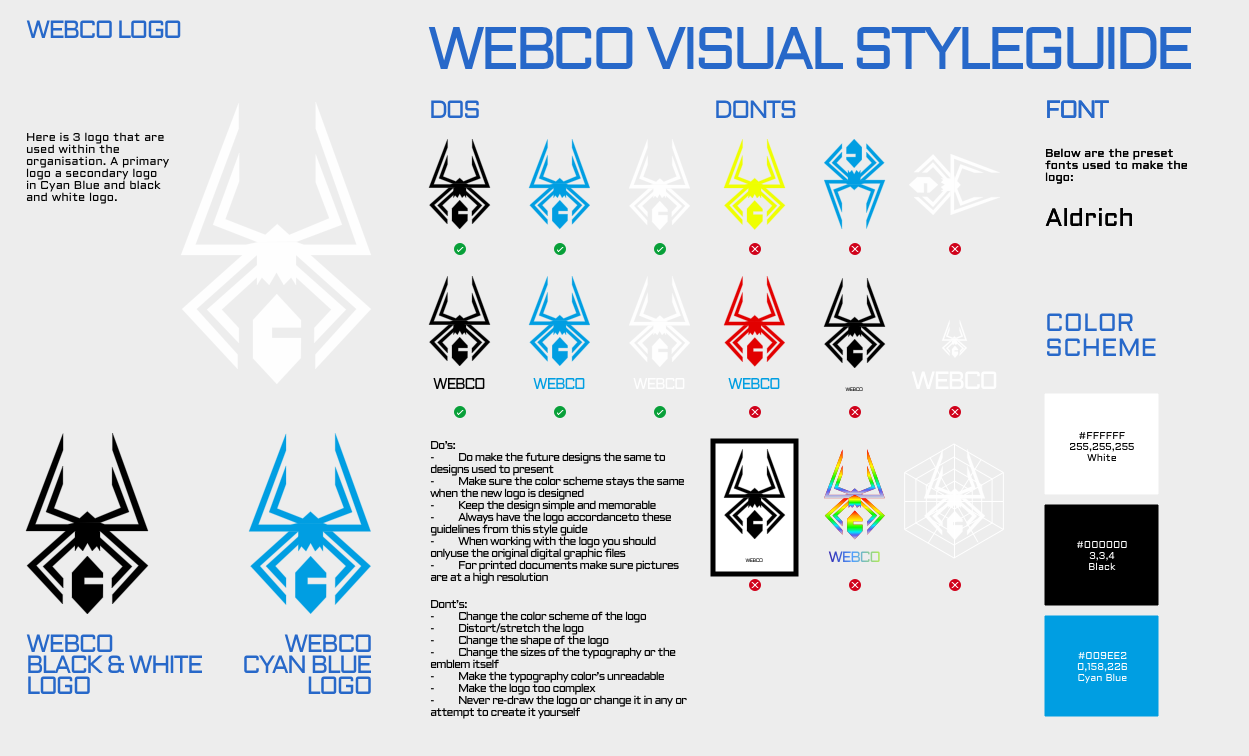 WEBCO LOGO
WEBCO VISUAL STYLEGUIDE
Here is 3 logo that are
used within the
organisation. A primary
logo a secondary logo
in Cyan Blue and black
and white logo.
WEBCO
BLACK & WHITE
LOGO
WEBCO
CYAN BLUE
LOGO
DOS
WEBCO
WEBCO
WEBCO
DONTS
WEBCO
WEBCO
WEBCO
WEBCO
WEBCO
Do's:
- Do make the future designs the same to
designs used to present
- Make sure the color scheme stays the same
when the new logo is designed
- Keep the design simple and memorable
- Always have the logo accordanceto these
guidelines from this style guide
- When working with the logo you should
onlyuse the original digital graphic files
- For printed documents make sure pictures
are at a high resolution
Dont's:
- Change the color scheme of the logo
- Distort/stretch the logo
- Change the shape of the logo
- Change the sizes of the typography or the
emblem itself
- Make the typography color's unreadable
- Make the logo too complex
- Never re-draw the logo or change it in any or
attempt to create it yourself
FONT
Below are the preset
fonts used to make the
logo:
Aldrich
COLOR
SCHEME
#FFFFFF
255,255,255
White
#000000
3,3,4
Black
#009EE2
0,158,226
Cyan Blue